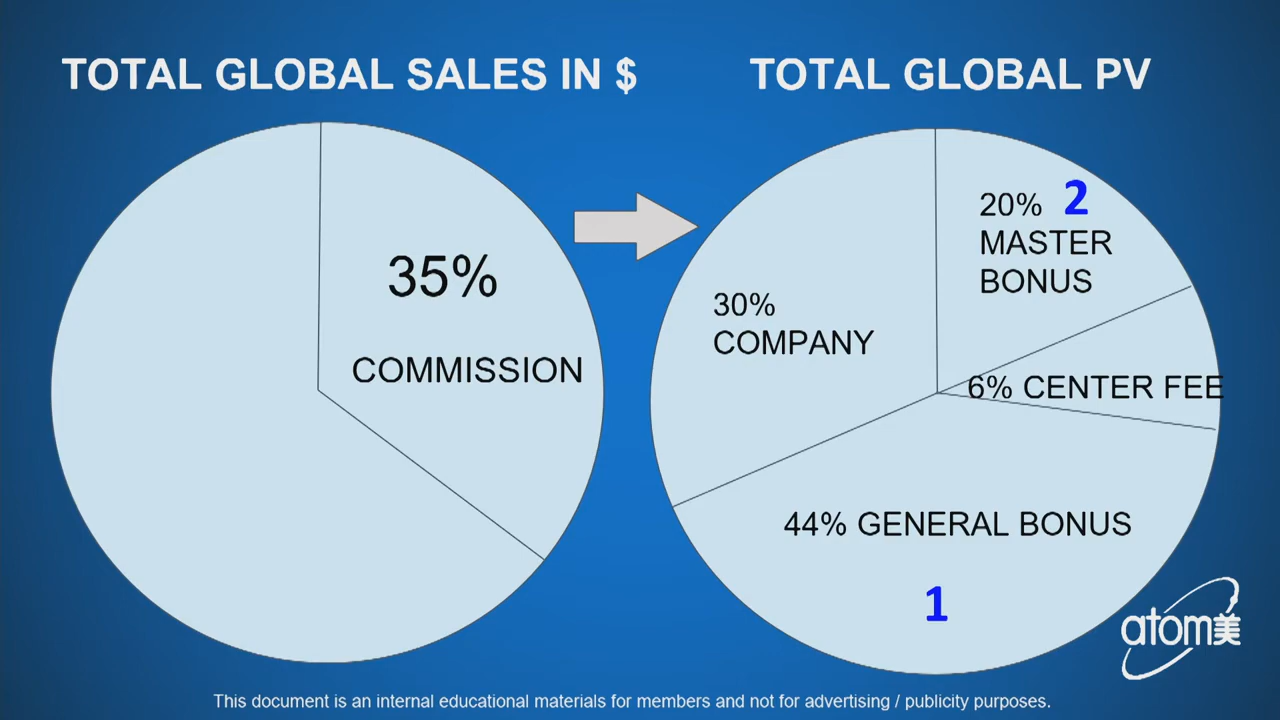 TOTAL GLOBAL SALES IN $
TOTAL GLOBAL PV
35%
COMMISSION
20% 2
MASTER
BONUS
30%
COMPANY
6% CENTER FEE
44% GENERAL BONUS
1
atom美
This document is an internal educational materials for members and not for advertising / publicity purposes.